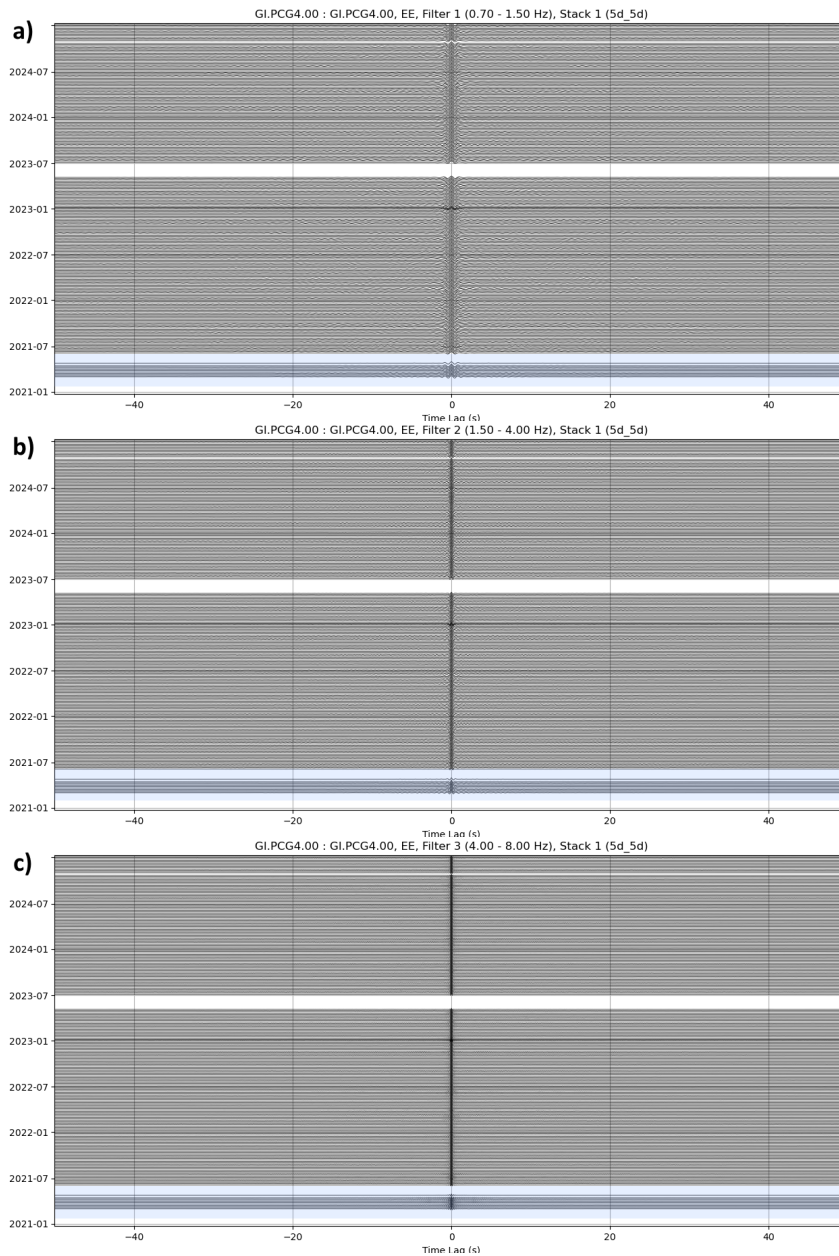 GI.PCG4.00 : GI.PCG4.00, EE, Filter 1 (0.70 - 1.50 Hz), Stack 1 (5d_5d)
a)
2024-07
2024-01
2023-07
2023-01
2022-07
2022-01
2021-07
2021-01
−40 −20 0 20 40
Time Lag (s)
GI.PCG4.00 : GI.PCG4.00, EE, Filter 2 (1.50 - 4.00 Hz), Stack 1 (5d_5d)
b)
2024-07
2024-01
2023-07
2023-01
2022-07
2022-01
2021-07
2021-01
−40 −20 0 20 40
Time Lag (s)
GI.PCG4.00 : GI.PCG4.00, EE, Filter 3 (4.00 - 8.00 Hz), Stack 1 (5d_5d)
c)
2024-07
2024-01
2023-07
2023-01
2022-07
2022-01
2021-07
2021-01
−40 −20 0 20 40
Time Lag (s)